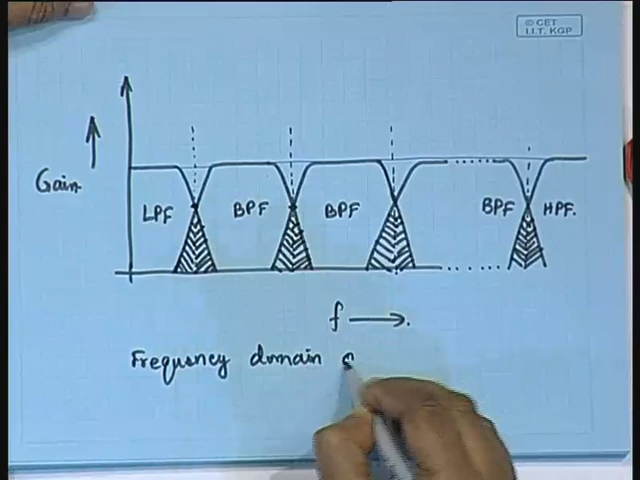 © CET
I.I.T. KGP
Gain
LPF BPF BPF BPF HPF.
f
Frequency domain